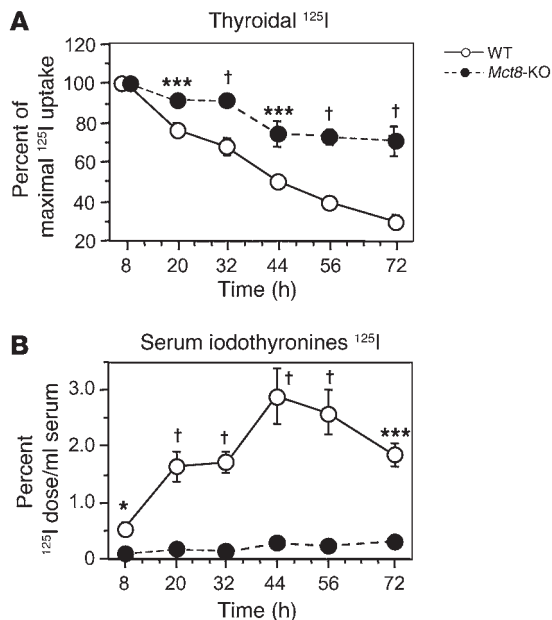 A
Thyroidal ¹²⁵I
WT
Mct8-KO
Percent of
maximal ¹²⁵I uptake
120
100
80
60
40
20
*** † *** † †
8 20 32 44 56 72
Time (h)
B
Serum iodothyronines ¹²⁵I
Percent
¹²⁵I dose/ml serum
3.0
2.0
1.0
0
* † † † † ***
8 20 32 44 56 72
Time (h)